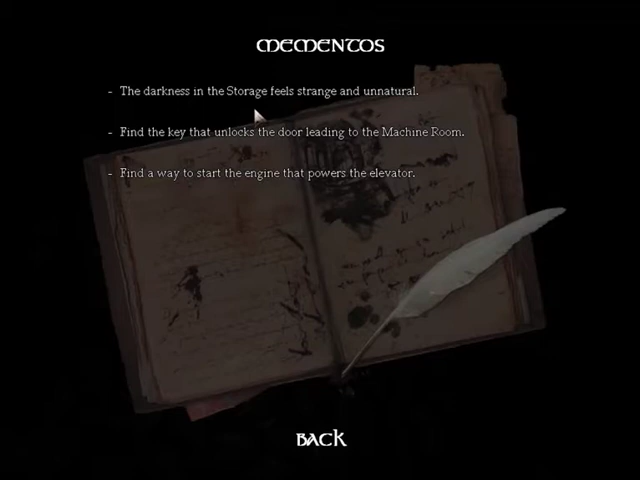 MEMENTOS
- The darkness in the Storage feels strange and unnatural.
- Find the key that unlocks the door leading to the Machine Room.
- Find a way to start the engine that powers the elevator.
BACK